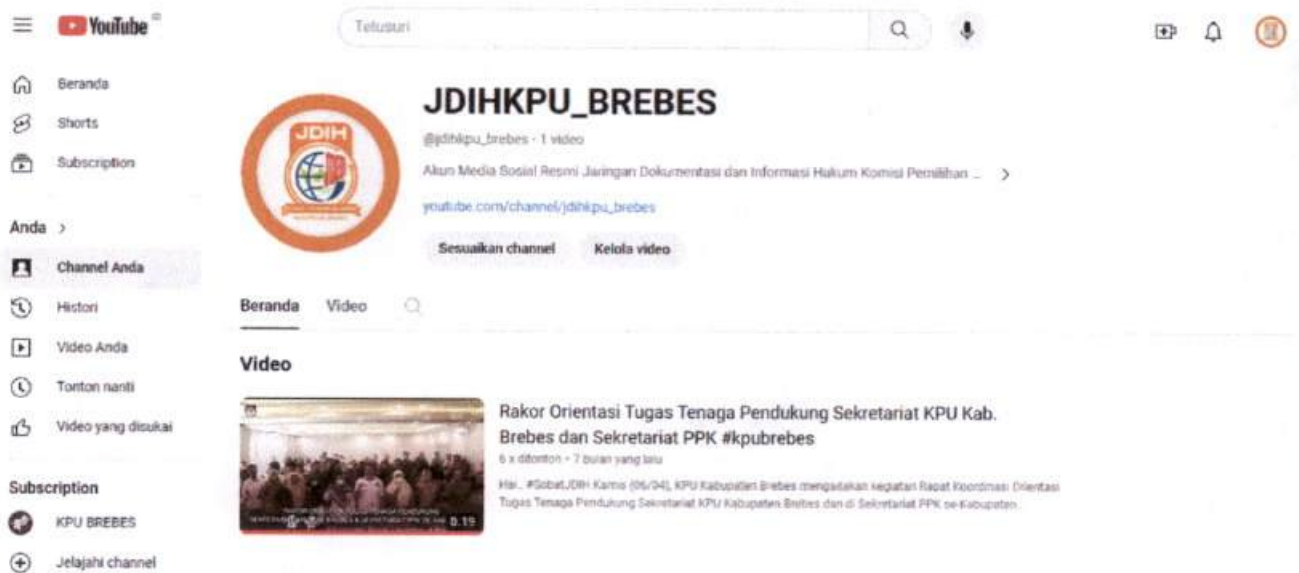 YouTube
ID
Telusuri
Beranda
Shorts
Subscription
Anda >
Channel Anda
Histori
Video Anda
Tonton nanti
Video yang disukai
Subscription
KPU BREBES
Jelajahi channel
JDIH
JDIHKPU_BREBES
@jdihkpu_brebes · 1 video
Akun Media Sosial Resmi Jaringan Dokumentasi dan Informasi Hukum Komisi Pemilihan ... >
youtube.com/channel/jdihkpu_brebes
Sesuaikan channel Kelola video
Beranda Video
Video
0.19
Rakor Orientasi Tugas Tenaga Pendukung Sekretariat KPU Kab.
Brebes dan Sekretariat PPK #kpubrebes
6 x ditonton • 7 bulan yang lalu
Hai.. #SobatJDIH Kamis (06/04), KPU Kabupaten Brebes mengadakan kegiatan Rapat Koordinasi Orientasi
Tugas Tenaga Pendukung Sekretariat KPU Kabupaten Brebes dan di Sekretariat PPK se-Kabupaten